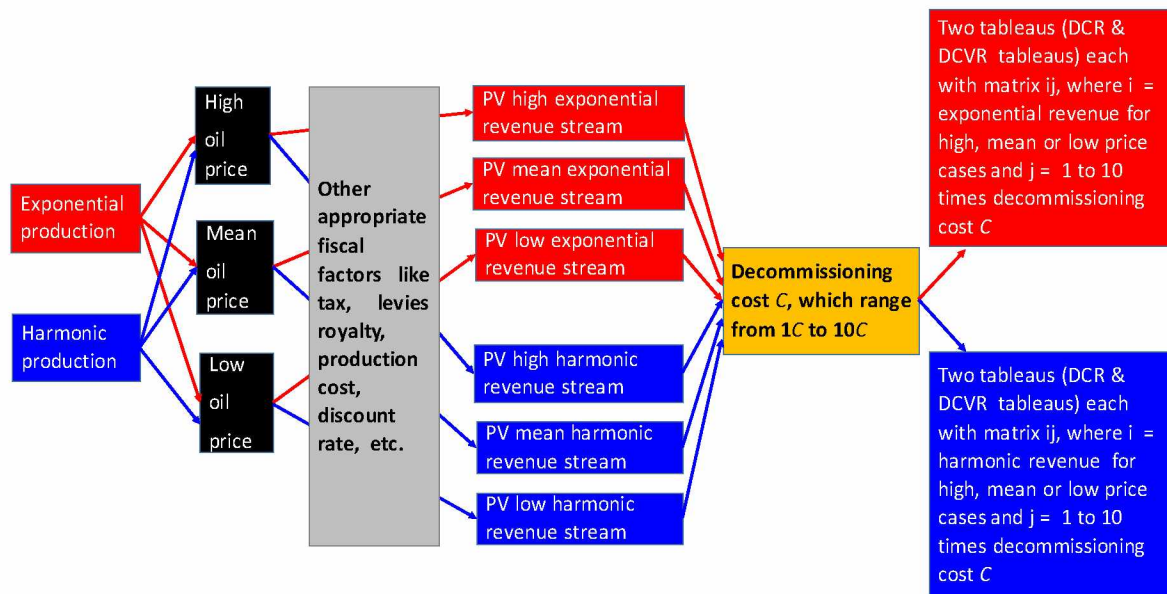 Exponential
production
Harmonic
production
High
oil
price
Mean
oil
price
Low
oil
price
Other
appropriate
fiscal
factors like
tax, levies
royalty,
production
cost,
discount
rate, etc.
PV high exponential
revenue stream
PV mean exponential
revenue stream
PV low exponential
revenue stream
PV high harmonic
revenue stream
PV mean harmonic
revenue stream
PV low harmonic
revenue stream
Decommissioning
cost C, which range
from 1C to 10C
Two tableaus (DCR &
DCVR tableaus) each
with matrix ij, where i =
exponential revenue for
high, mean or low price
cases and j = 1 to 10
times decommissioning
cost C
Two tableaus (DCR &
DCVR tableaus) each
with matrix ij, where i =
harmonic revenue for
high, mean or low price
cases and j = 1 to 10
times decommissioning
cost C